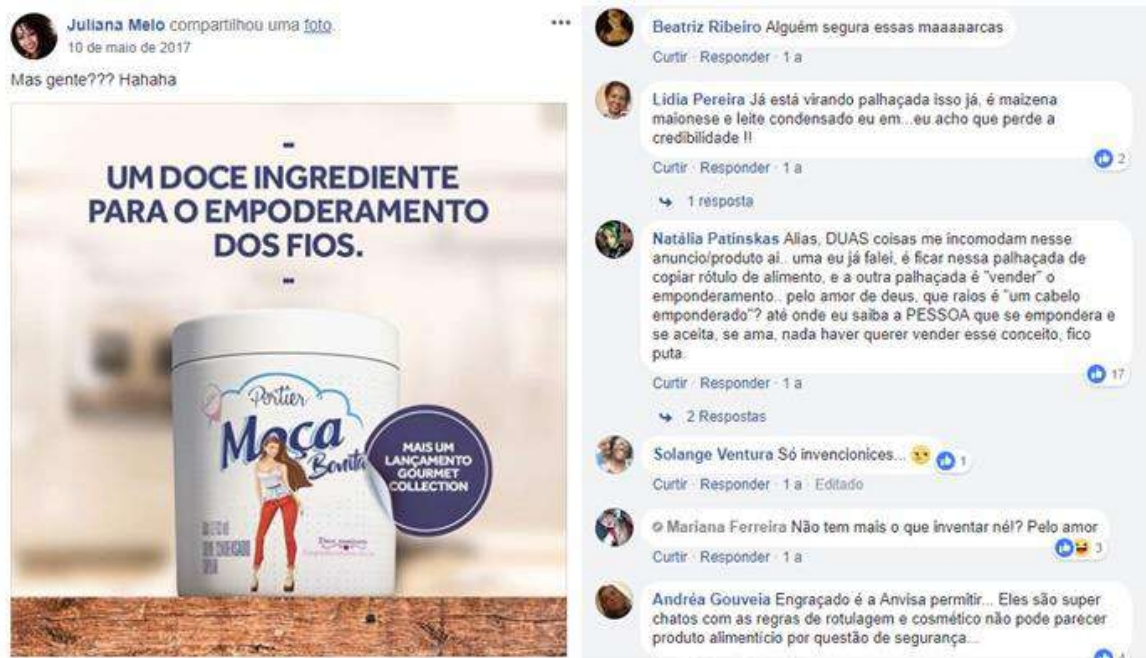 Juliana Melo compartilhou uma foto.
10 de maio de 2017
Mas gente??? Hahaha
UM DOCE INGREDIENTE
PARA O EMPODERAMENTO
DOS FIOS.
Portier
Moça
Bonita
MAIS UM
LANÇAMENTO
GOURMET
COLLECTION
Beatriz Ribeiro Alguém segura essas maaaaarcas
Curtir · Responder · 1 a
Lidia Pereira Já está virando palhaçada isso já, é maizena
maionese e leite condensado eu em...eu acho que perde a
credibilidade !!
2
Curtir · Responder · 1 a
1 resposta
Natália Patinskas Alias, DUAS coisas me incomodam nesse
anuncio/produto ai.. uma eu já falei, é ficar nessa palhaçada de
copiar rótulo de alimento, e a outra palhaçada é "vender" o
emponderamento.. pelo amor de deus, que raios é "um cabelo
emponderado"? até onde eu saiba a PESSOA que se empondera e
se aceita, se ama, nada haver querer vender esse conceito, fico
puta.
17
Curtir · Responder · 1 a
2 Respostas
Solange Ventura Só invencionices...
1
Curtir · Responder · 1 a · Editado
Mariana Ferreira Não tem mais o que inventar né!? Pelo amor
3
Curtir · Responder · 1 a
Andréa Gouveia Engraçado é a Anvisa permitir... Eles são super
chatos com as regras de rotulagem e cosmético não pode parecer
produto alimentício por questão de segurança...